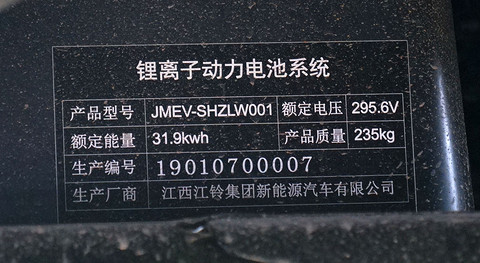 锂离子动力电池系统
产品型号 JMEV-SHZLW001 额定电压 295.6V
额定能量 31.9kwh 产品质量 235kg
生产编号 19010700007
生产厂商 江西江铃集团新能源汽车有限公司